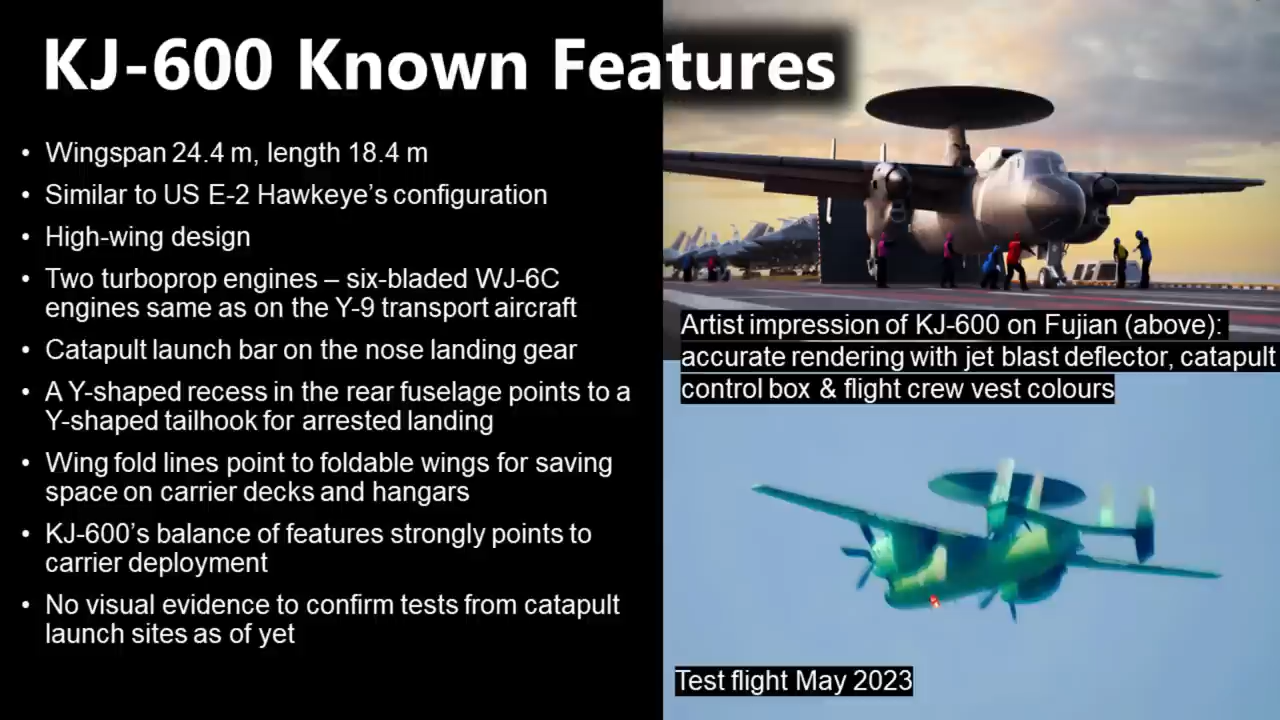 KJ-600 Known Features
• Wingspan 24.4 m, length 18.4 m
• Similar to US E-2 Hawkeye’s configuration
• High-wing design
• Two turboprop engines – six-bladed WJ-6C
engines same as on the Y-9 transport aircraft
• Catapult launch bar on the nose landing gear
• A Y-shaped recess in the rear fuselage points to a
Y-shaped tailhook for arrested landing
• Wing fold lines point to foldable wings for saving
space on carrier decks and hangars
• KJ-600’s balance of features strongly points to
carrier deployment
• No visual evidence to confirm tests from catapult
launch sites as of yet
Artist impression of KJ-600 on Fujian (above):
accurate rendering with jet blast deflector, catapult
control box & flight crew vest colours
Test flight May 2023